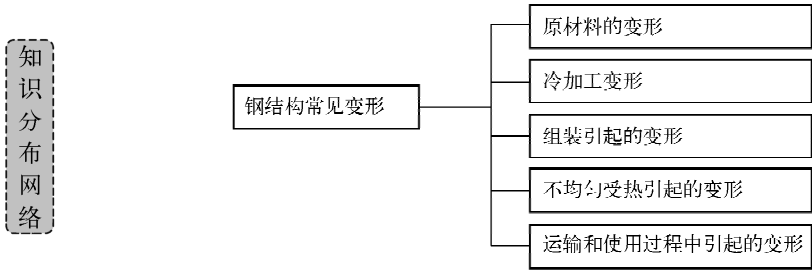 知识分布网络
钢结构常见变形
原材料的变形
冷加工变形
组装引起的变形
不均匀受热引起的变形
运输和使用过程中引起的变形